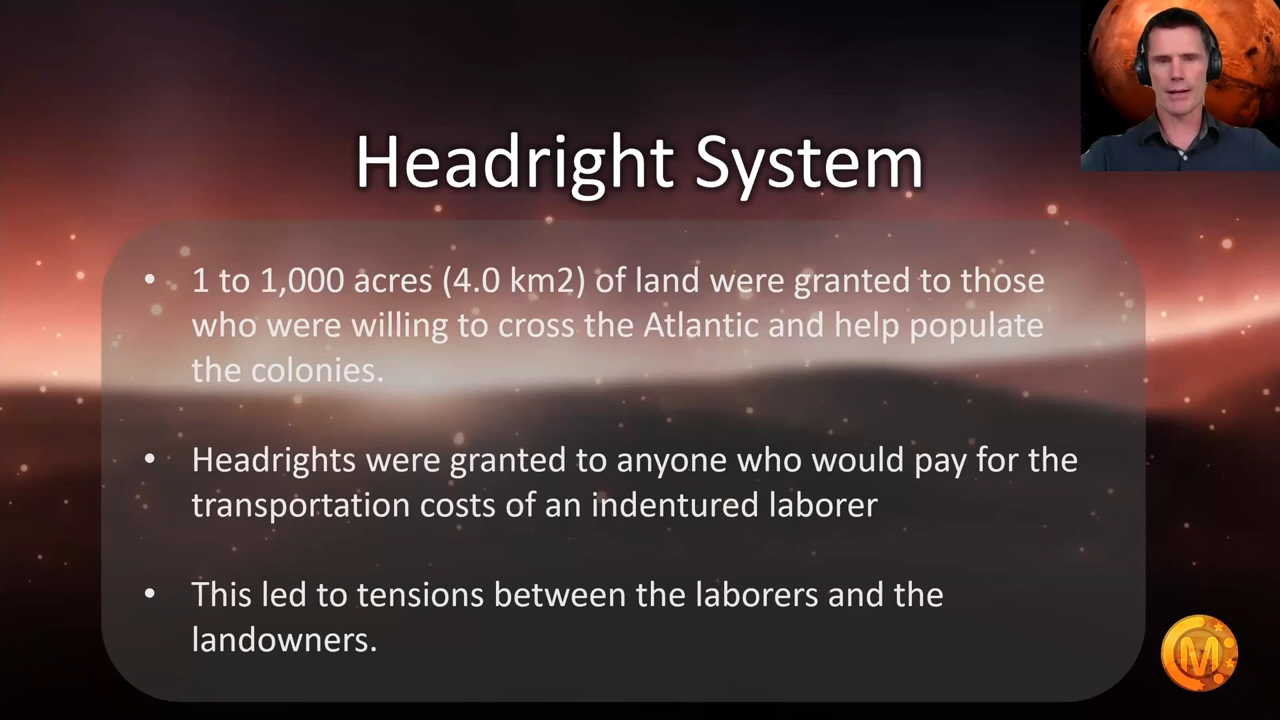 Headright System
• 1 to 1,000 acres (4.0 km2) of land were granted to those
who were willing to cross the Atlantic and help populate
the colonies.
• Headrights were granted to anyone who would pay for the
transportation costs of an indentured laborer
• This led to tensions between the laborers and the
landowners.
M